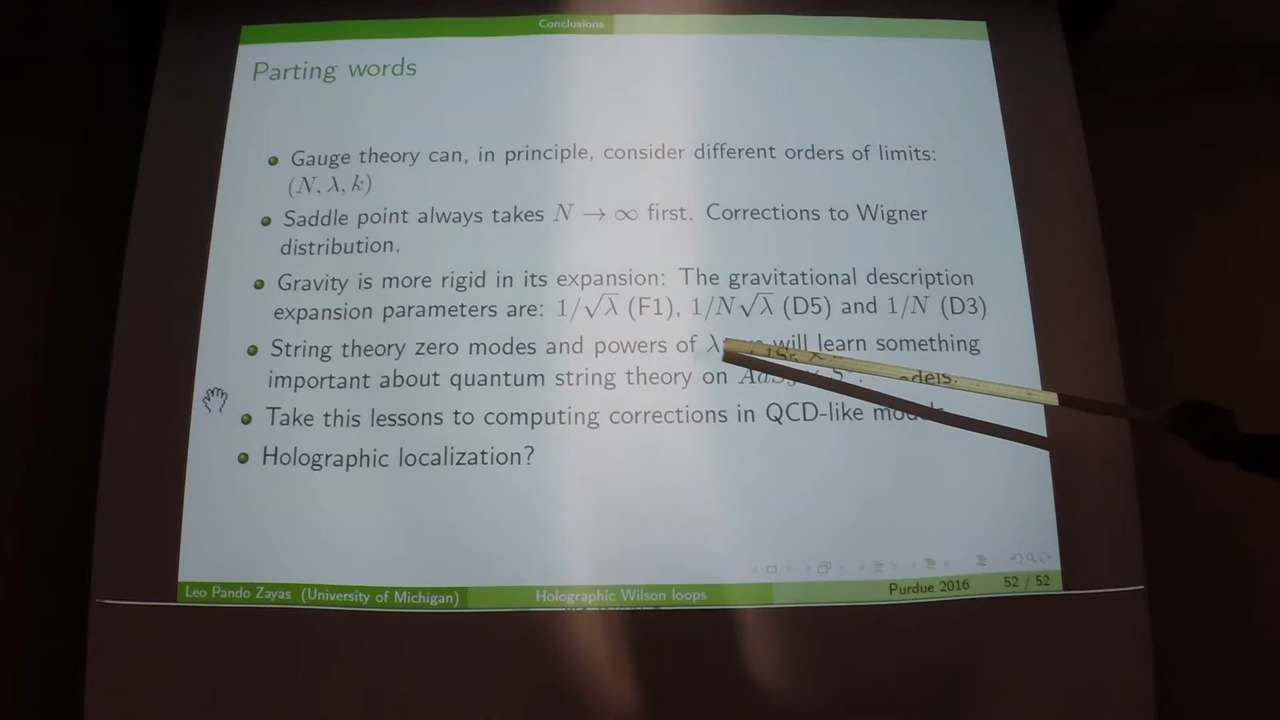 Conclusions
Parting words
Gauge theory can, in principle, consider different orders of limits:
(N, λ, k)
Saddle point always takes N → ∞ first. Corrections to Wigner
distribution.
Gravity is more rigid in its expansion: The gravitational description
expansion parameters are: 1/√λ (F1), 1/N√λ (D5) and 1/N (D3)
String theory zero modes and powers of λ: will learn something
important about quantum string theory on
Take this lessons to computing corrections in QCD-like models.
Holographic localization?
Leo Pando Zayas (University of Michigan) Holographic Wilson loops Purdue 2016 52 / 52